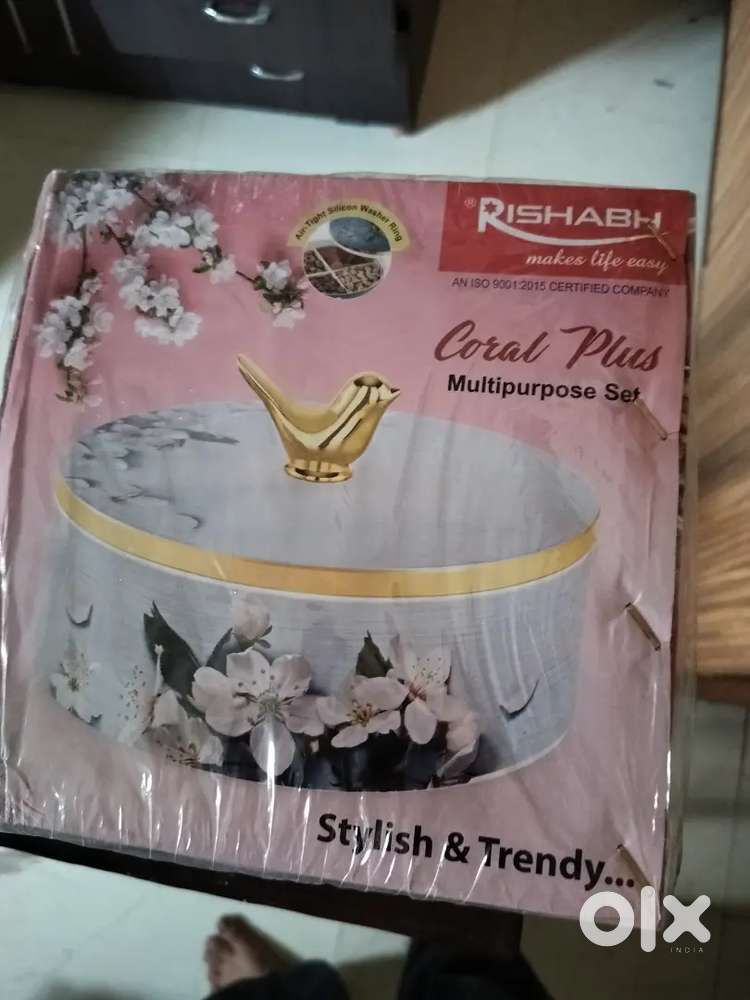 Air-Tight Silicon Washer Ring
® RISHABH
makes life easy
AN ISO 9001:2015 CERTIFIED COMPANY
Coral Plus
Multipurpose Set
Stylish & Trendy...
olx
INDIA